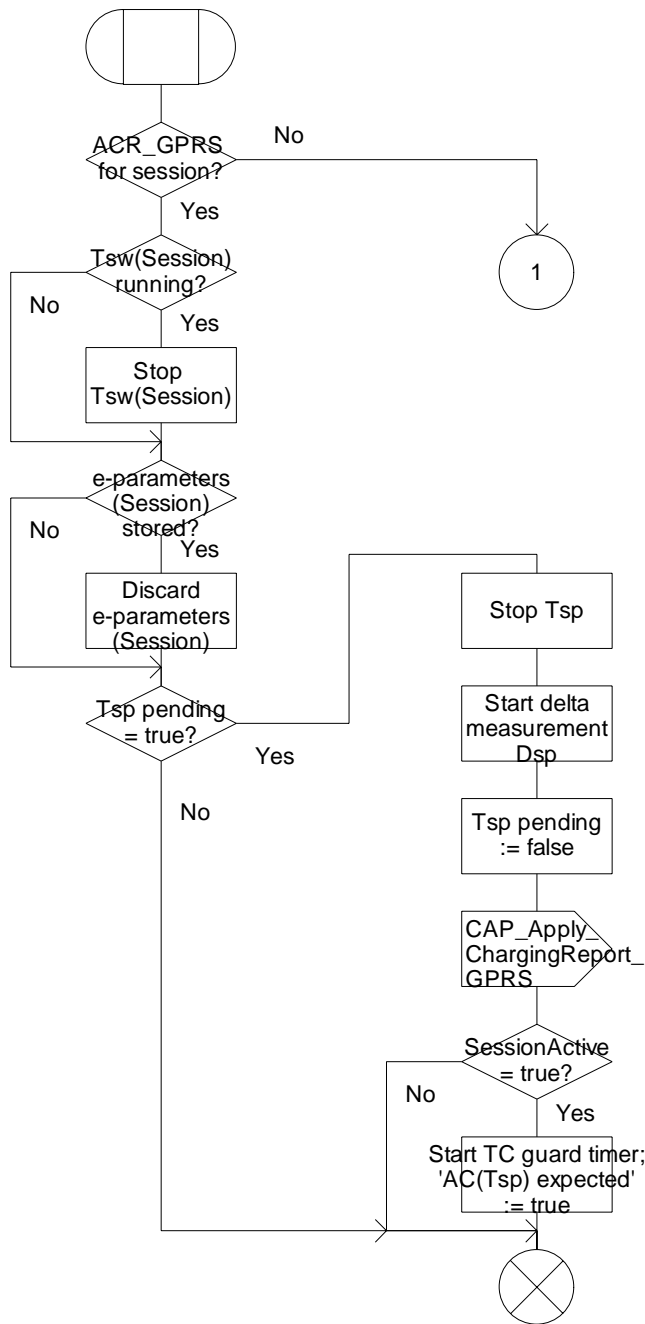 ACR_GPRS
for session?
No
Yes
Tsw(Session)
running?
1
No
Yes
Stop
Tsw(Session)
e-parameters
(Session)
stored?
No
Yes
Discard
e-parameters
(Session)
Tsp pending
= true?
Yes
No
Stop Tsp
Start delta
measurement
Dsp
Tsp pending
:= false
CAP_Apply_
ChargingReport_
GPRS
SessionActive
= true?
No
Yes
Start TC guard timer;
'AC(Tsp) expected'
:= true